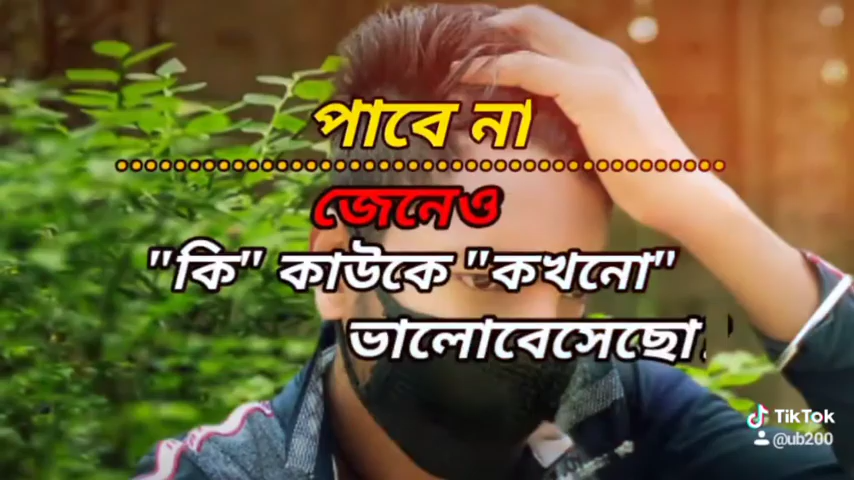 পাবে না
জেনেও
"কি" কাউকে "কখনো"
ভালোবেসেছো?
TikTok
@ub200